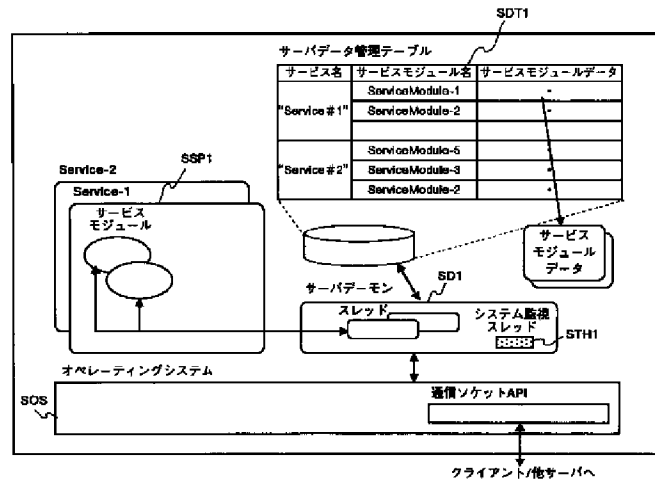 SDT1
サーバデータ管理テーブル
サービス名 サービスモジュール名 サービスモジュールデータ
"Service#1" ServiceModule-1
ServiceModule-2
"Service#2" ServiceModule-5
ServiceModule-3
ServiceModule-2
Service-2
SSP1
Service-1
サービス
モジュール
サービス
モジュール
データ
サーバデーモン
SD1
スレッド
システム監視
スレッド
STH1
オペレーティングシステム
SOS
通信ソケットAPI
クライアント/他サーバへ